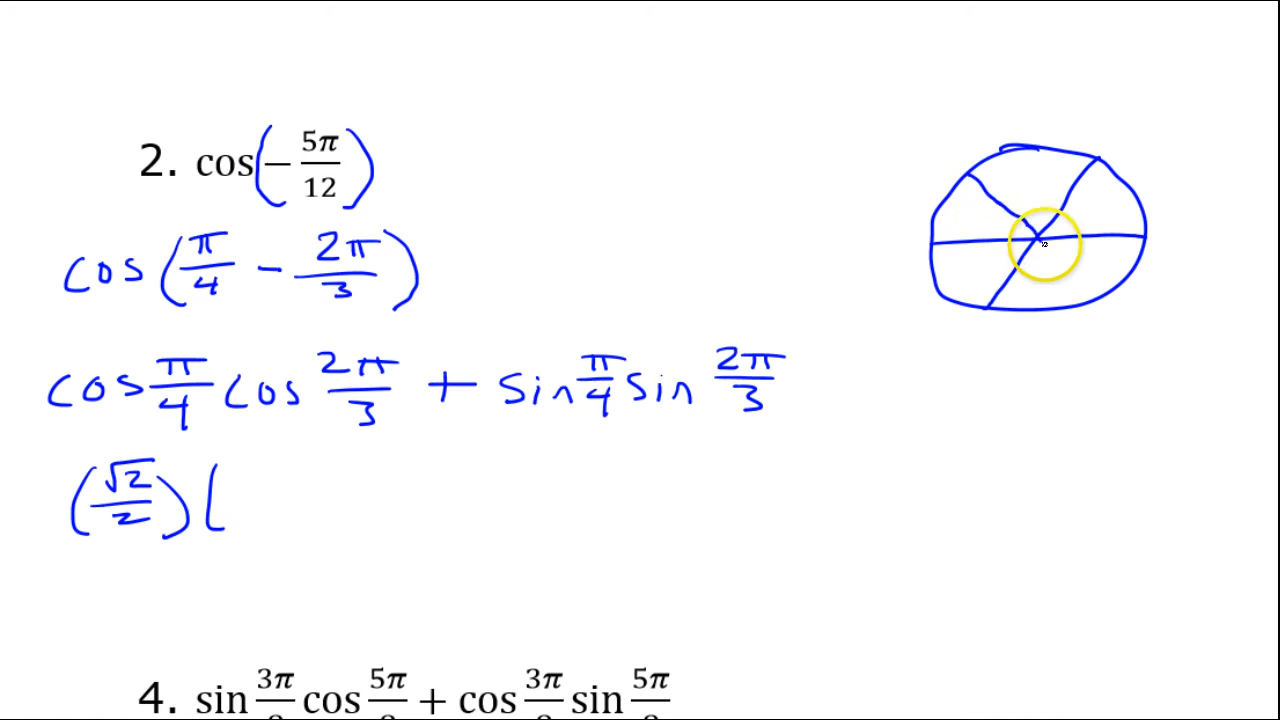 2. cos(−5π/12)
cos(π/4 − 2π/3)
cos π/4 cos 2π/3 + sin π/4 sin 2π/3
(√2/2)(
4. sin 3π/ cos 5π/ + cos 3π/ sin 5π/